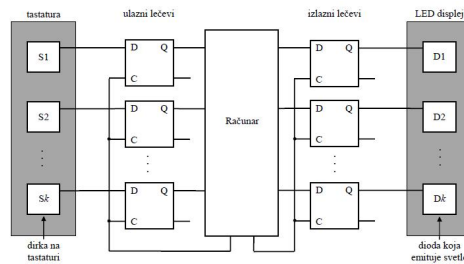 tastatura ulazni lečevi izlazni lečevi LED displej
S1 D Q D Q D1
C C
S2 D Q D Q D2
C Računar C
Sk D Q D Q Dk
C C
dirka na dioda koja
tastaturi emituje svetlo